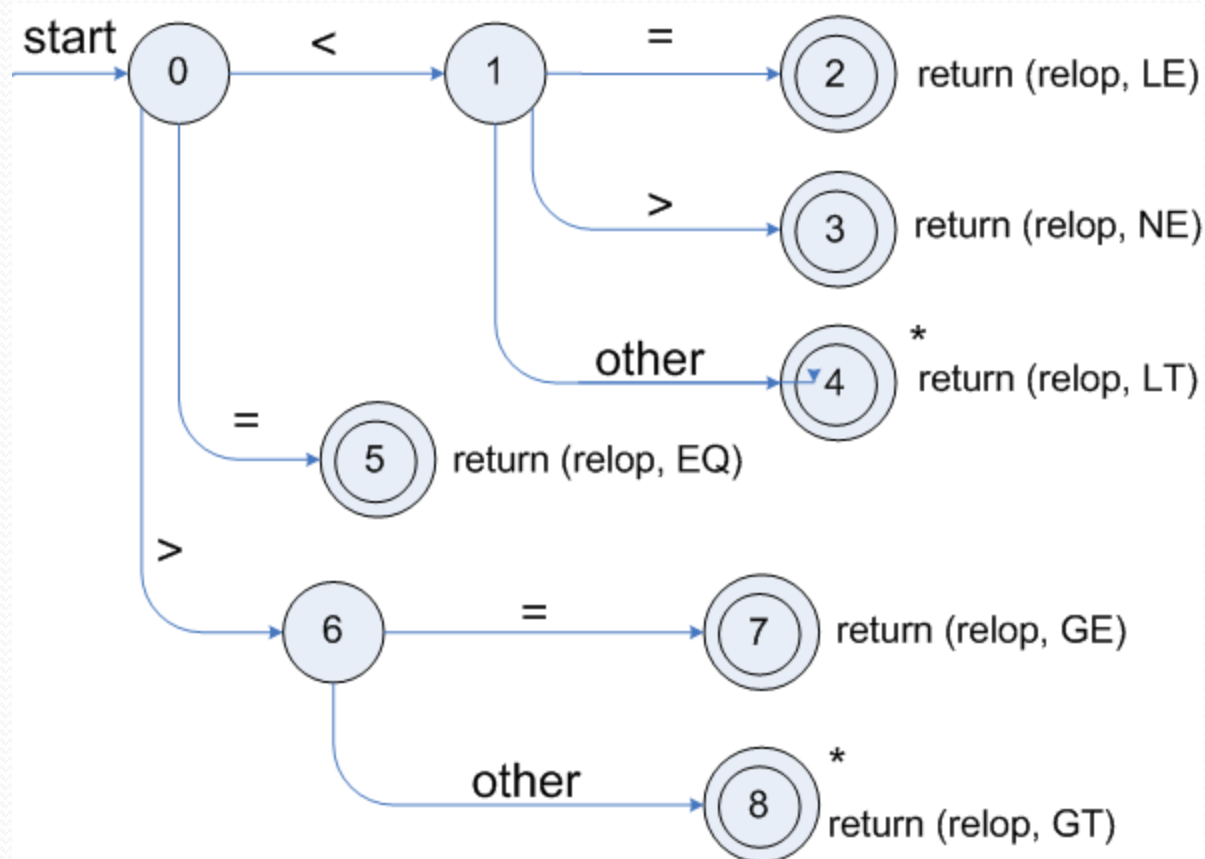 start
0
<
1
=
2
return (relop, LE)
>
3
return (relop, NE)
other
4
*
return (relop, LT)
=
5
return (relop, EQ)
>
6
=
7
return (relop, GE)
other
8
*
return (relop, GT)